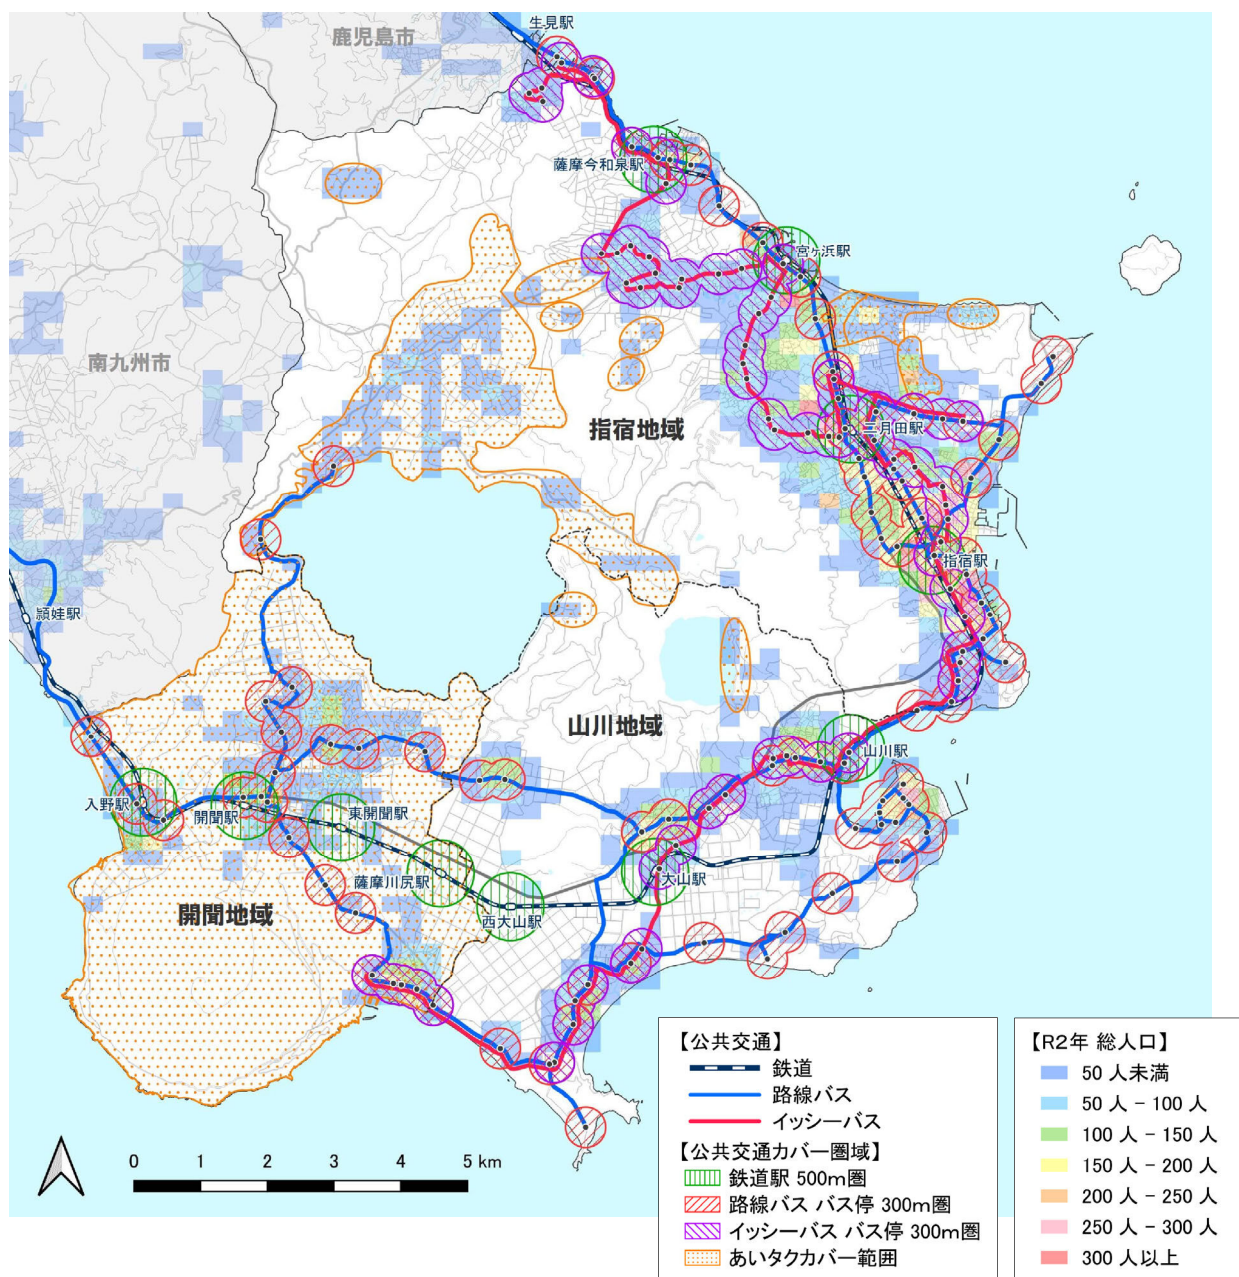 生見駅
鹿児島市
薩摩今和泉駅
宮ヶ浜駅
南九州市
指宿地域
二月田駅
指宿駅
頴娃駅
山川地域
山川駅
入野駅
開聞駅
東開聞駅
薩摩川尻駅
大山駅
西大山駅
開聞地域
0 1 2 3 4 5 km
【公共交通】
鉄道
路線バス
イッシーバス
【公共交通カバー圏域】
鉄道駅 500m圏
路線バス バス停 300m圏
イッシーバス バス停 300m圏
あいタクカバー範囲
【R2年 総人口】
50 人未満
50 人 − 100 人
100 人 − 150 人
150 人 − 200 人
200 人 − 250 人
250 人 − 300 人
300 人以上